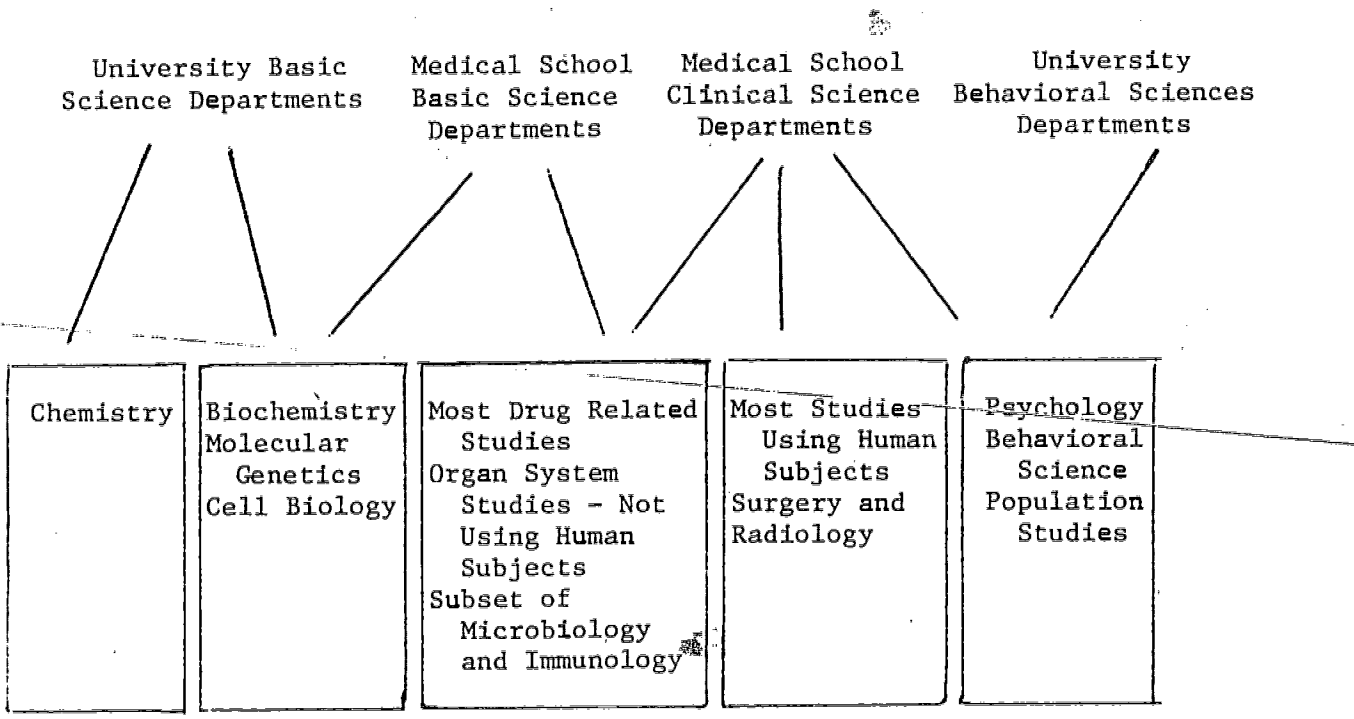 University Basic
Science Departments
Medical School
Basic Science
Departments
Medical School
Clinical Science
Departments
University
Behavioral Sciences
Departments
Chemistry
Biochemistry
Molecular
Genetics
Cell Biology
Most Drug Related
Studies
Organ System
Studies - Not
Using Human
Subjects
Subset of
Microbiology
and Immunology
Most Studies
Using Human
Subjects
Surgery and
Radiology
Psychology
Behavioral
Science
Population
Studies